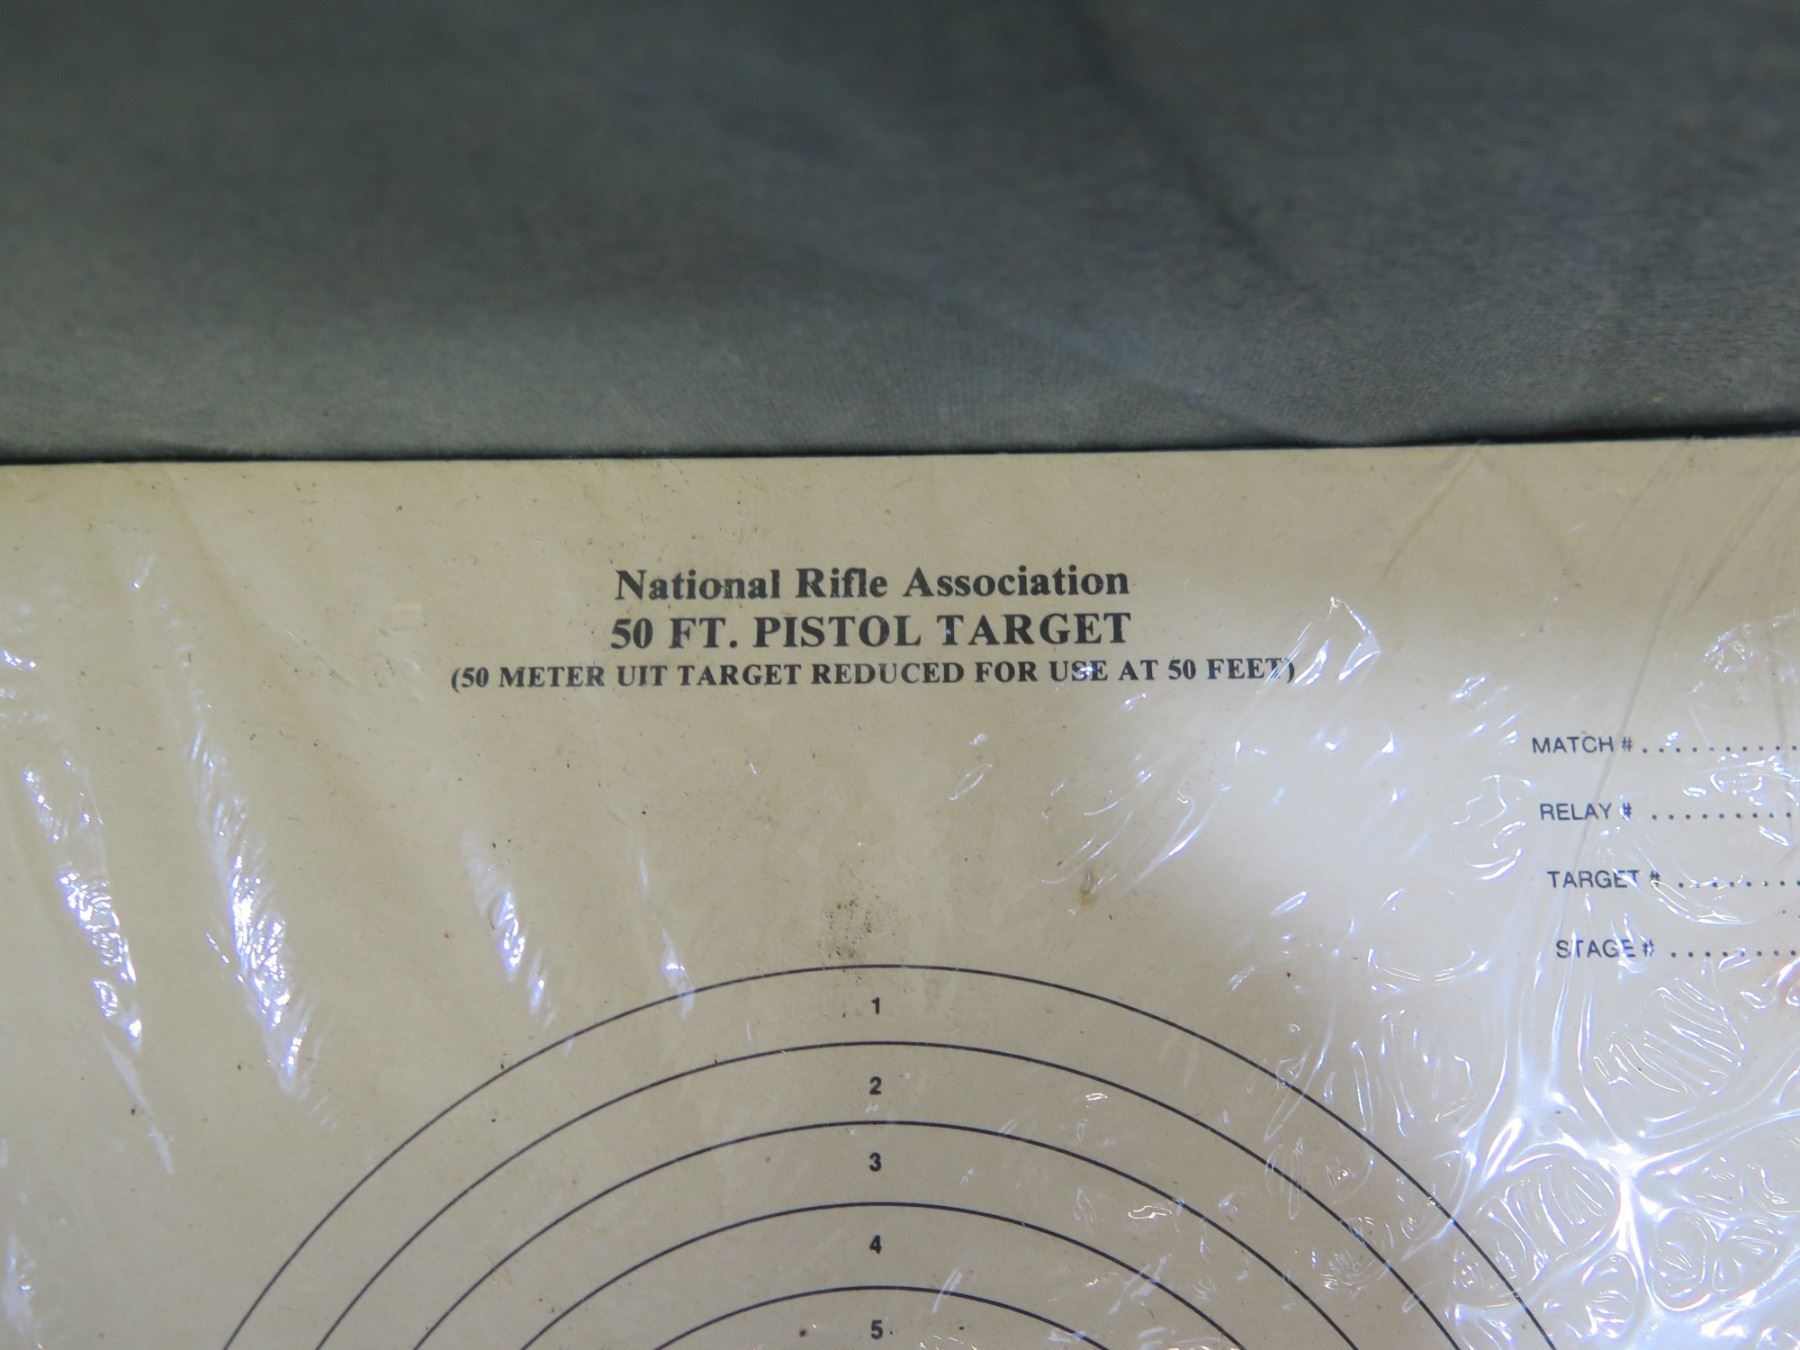 National Rifle Association
50 FT. PISTOL TARGET
(50 METER UIT TARGET REDUCED FOR USE AT 50 FEET)
MATCH # . . . . . . . . . .
RELAY # . . . . . . . . .
TARGET # . . . . . . . .
STAGE # . . . . . . . .
1
2
3
4
5